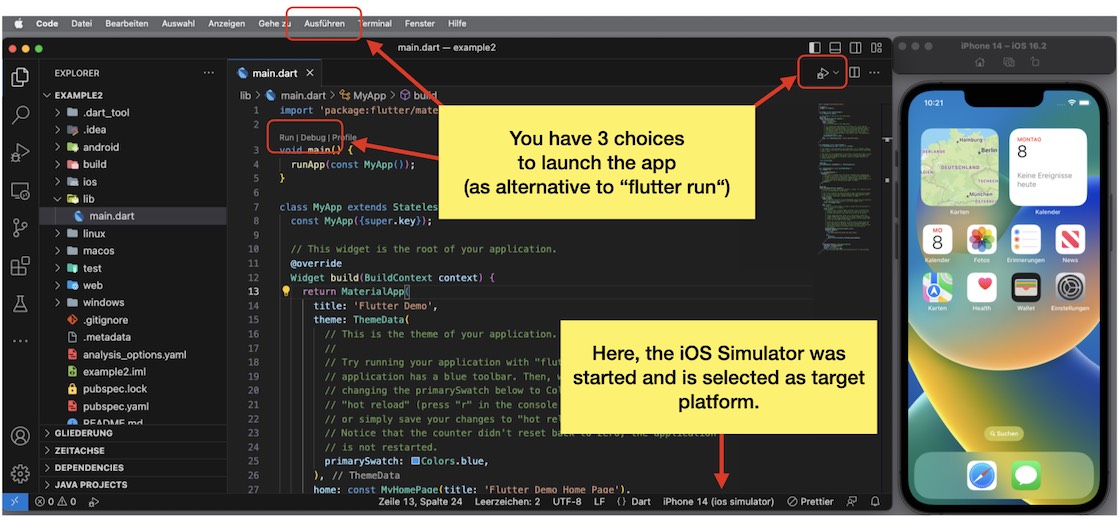 Code Datei Bearbeiten Auswahl Anzeigen Gehe zu Ausführen Terminal Fenster Hilfe
main.dart — example2
iPhone 14 – iOS 16.2
EXPLORER
main.dart
EXAMPLE2
lib > main.dart > MyApp > build
.dart_tool
.idea
android
build
ios
lib
main.dart
linux
macos
test
web
windows
.gitignore
.metadata
analysis_options.yaml
example2.iml
pubspec.lock
pubspec.yaml
README.md
GLIEDERUNG
ZEITACHSE
DEPENDENCIES
JAVA PROJECTS
1 import 'package:flutter/mate
2
Run | Debug | Profile
3 void main() {
4 runApp(const MyApp());
5 }
6
7 class MyApp extends Stateles
8 const MyApp({super.key});
9
10 // This widget is the root of your application.
11 @override
12 Widget build(BuildContext context) {
13 return MaterialApp(
14 title: 'Flutter Demo',
15 theme: ThemeData(
16 // This is the theme of your application.
17 //
18 // Try running your application with "flut
19 // application has a blue toolbar. Then, w
20 // changing the primarySwatch below to Col
21 // "hot reload" (press "r" in the console
22 // or simply save your changes to "hot rel
23 // Notice that the counter didn't reset back to zero; the application
24 // is not restarted.
25 primarySwatch: Colors.blue,
26 ), // ThemeData
27 home: const MyHomePage(title: 'Flutter Demo Home Page'),
You have 3 choices
to launch the app
(as alternative to “flutter run“)
Here, the iOS Simulator was
started and is selected as target
platform.
0 0
Zeile 13, Spalte 24 Leerzeichen: 2 UTF-8 LF {} Dart iPhone 14 (ios simulator) Prettier
10:21
Hamburg
Berlin
DEUTSCHLAND
München
Karten
MONTAG
8
Keine Ereignisse
heute
Kalender
MO
8
Kalender Fotos Erinnerungen News
Karten Health Wallet Einstellungen
Suchen